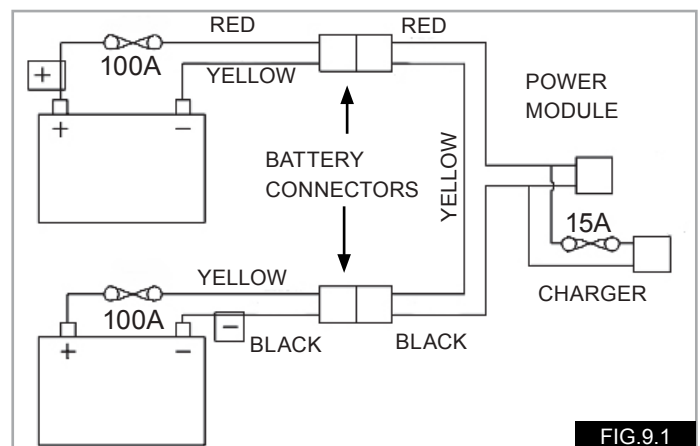 RED
RED
100A
+
YELLOW
POWER
MODULE
+ −
BATTERY
CONNECTORS
YELLOW
15A
YELLOW
CHARGER
100A
−
BLACK
BLACK
+ −
FIG.9.1